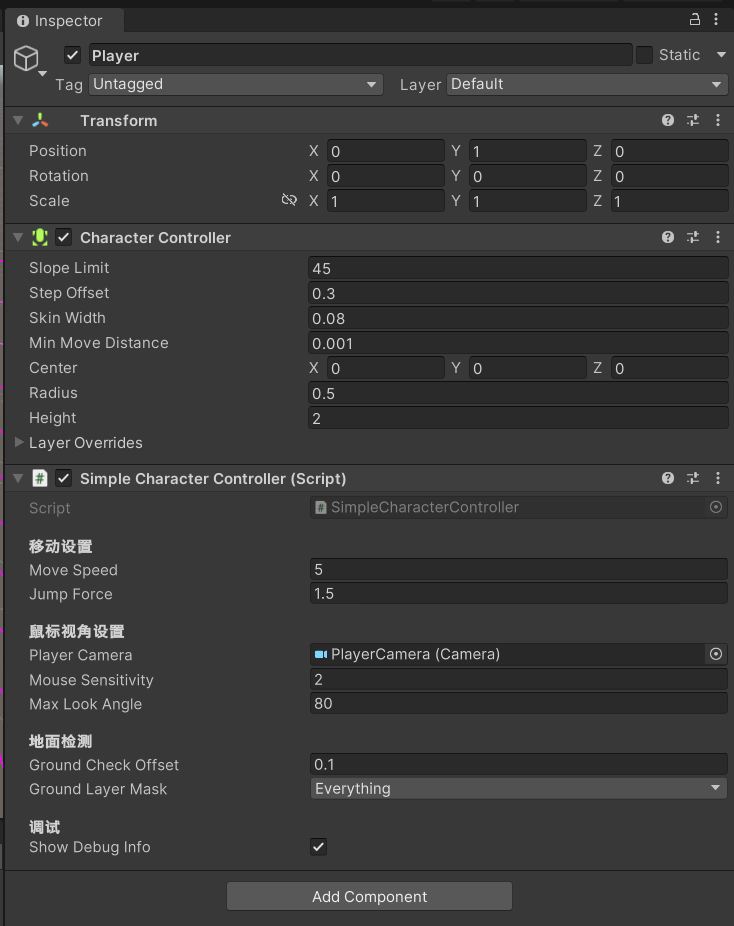 Inspector
Player
Static
Tag Untagged Layer Default
Transform
Position X 0 Y 1 Z 0
Rotation X 0 Y 0 Z 0
Scale X 1 Y 1 Z 1
Character Controller
Slope Limit 45
Step Offset 0.3
Skin Width 0.08
Min Move Distance 0.001
Center X 0 Y 0 Z 0
Radius 0.5
Height 2
Layer Overrides
# Simple Character Controller (Script)
Script # SimpleCharacterController
移动设置
Move Speed 5
Jump Force 1.5
鼠标视角设置
Player Camera PlayerCamera (Camera)
Mouse Sensitivity 2
Max Look Angle 80
地面检测
Ground Check Offset 0.1
Ground Layer Mask Everything
调试
Show Debug Info
Add Component